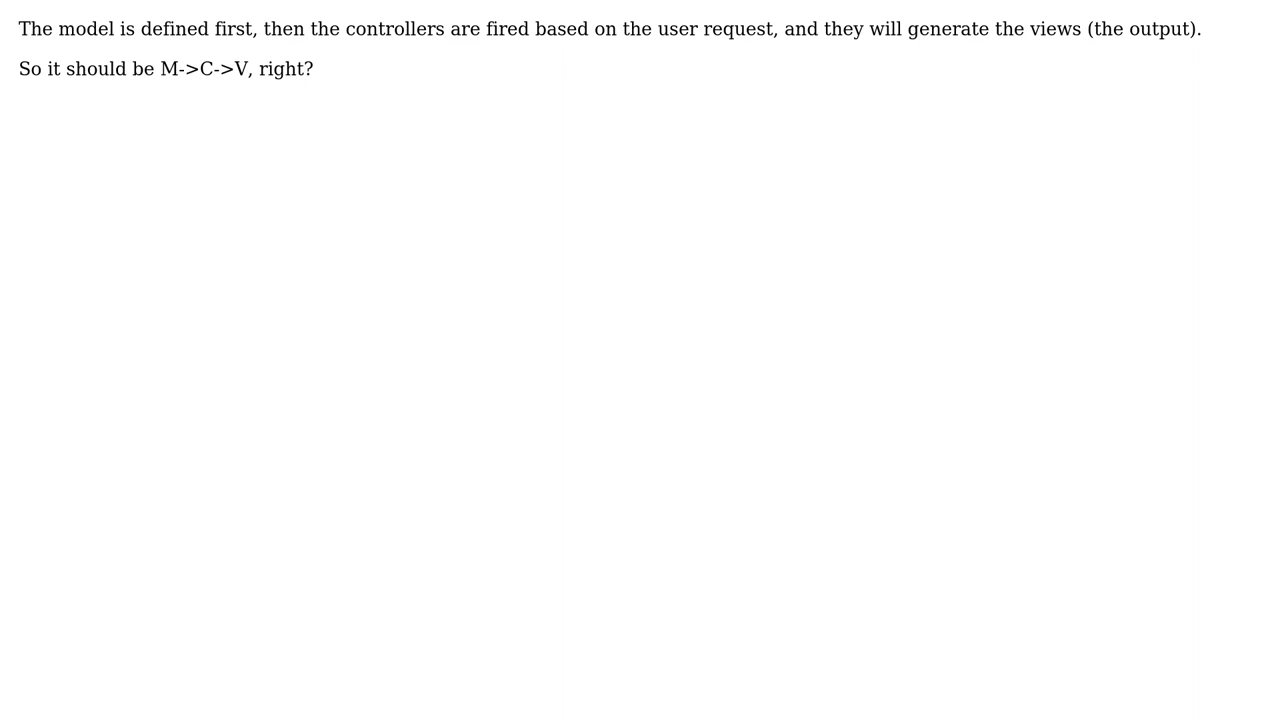 The model is defined first, then the controllers are fired based on the user request, and they will generate the views (the output).
So it should be M->C->V, right?